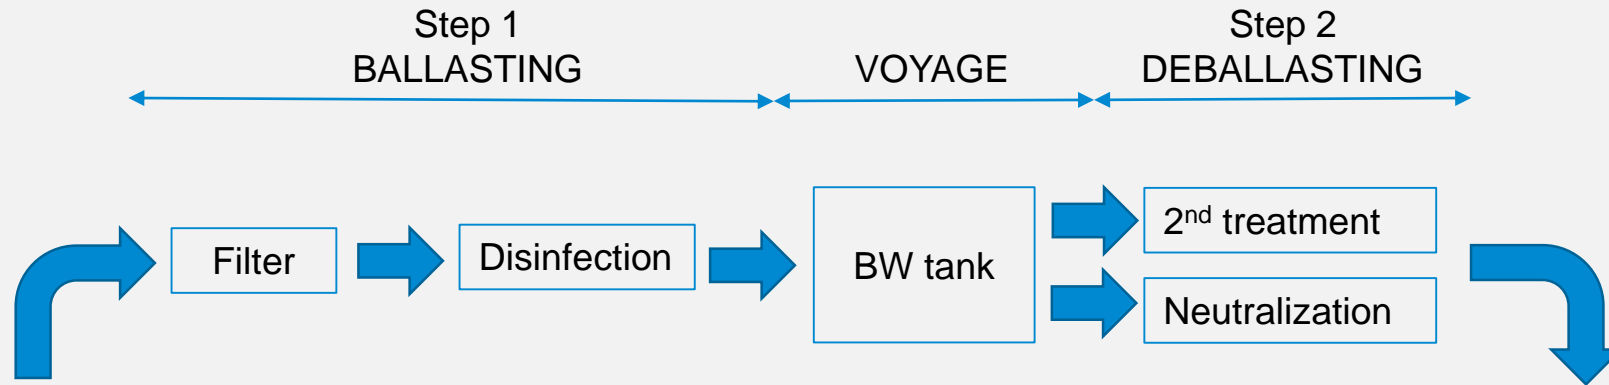 Step 1
BALLASTING
VOYAGE
Step 2
DEBALLASTING
Filter
Disinfection
BW tank
2nd treatment
Neutralization